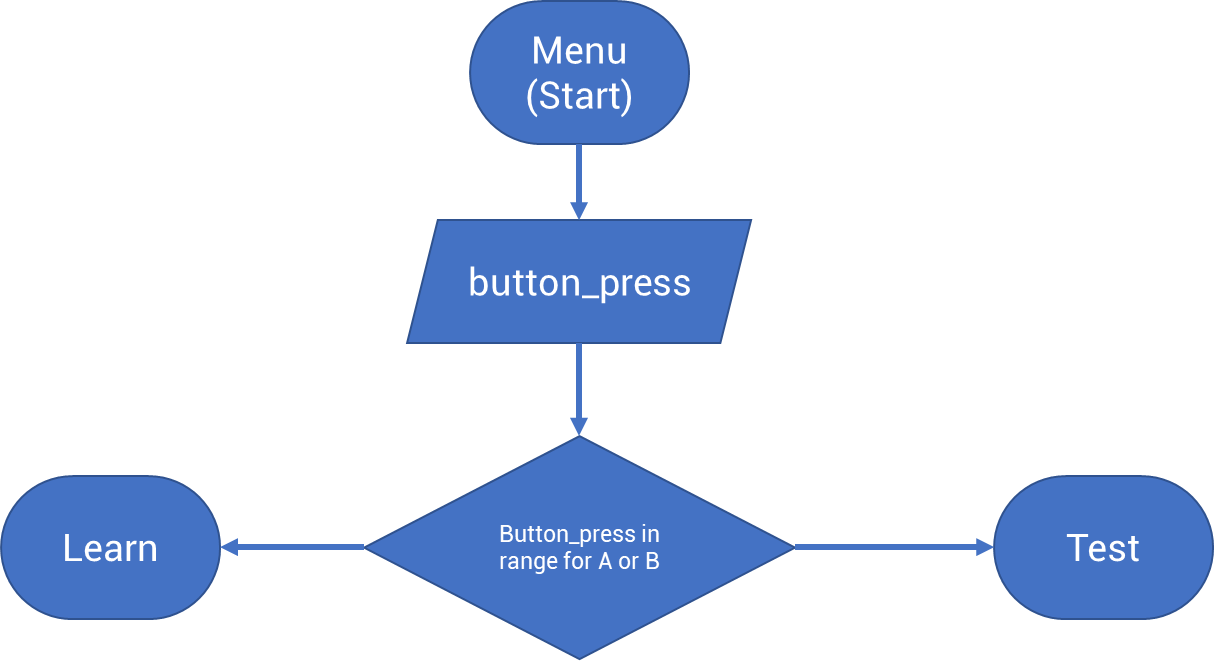 Menu
(Start)
button_press
Button_press in
range for A or B
Learn
Test